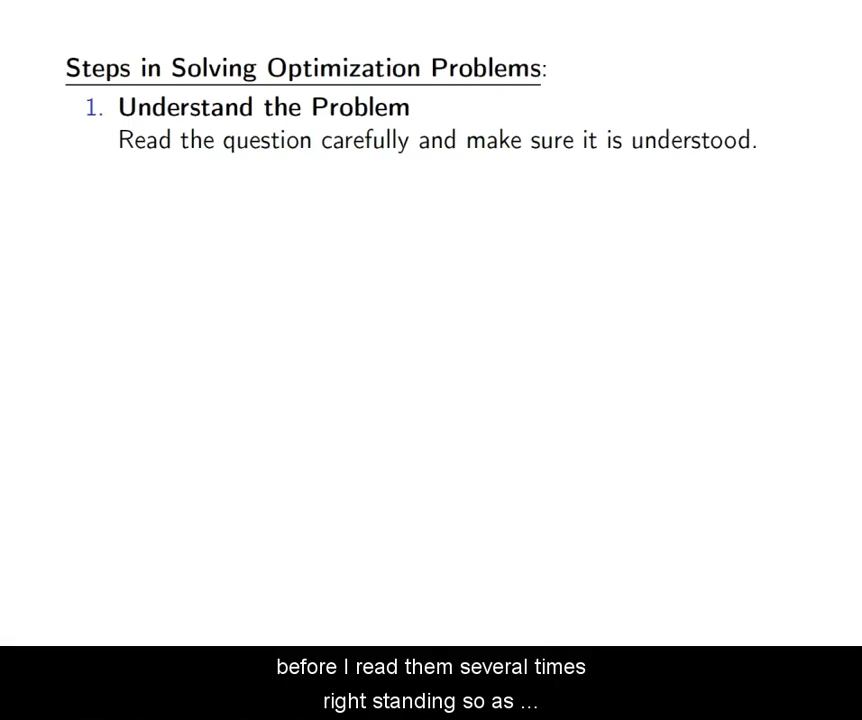 Steps in Solving Optimization Problems:
1. Understand the Problem
Read the question carefully and make sure it is understood.
before I read them several times
right standing so as ...